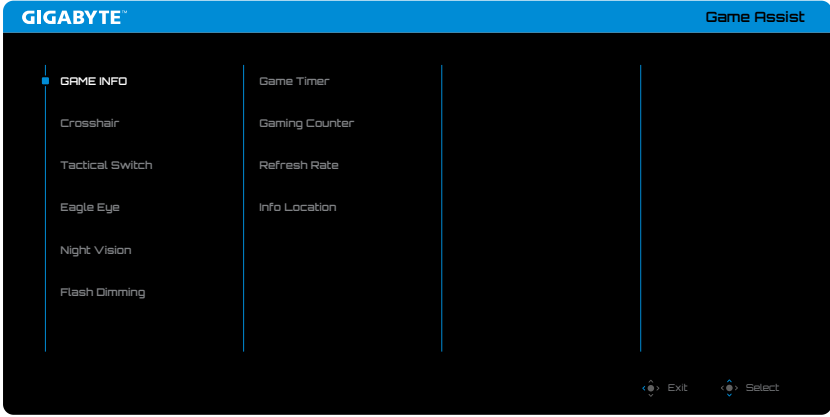 GIGABYTE™
Game Assist
GAME INFO
Crosshair
Tactical Switch
Eagle Eye
Night Vision
Flash Dimming
Game Timer
Gaming Counter
Refresh Rate
Info Location
Exit
Select